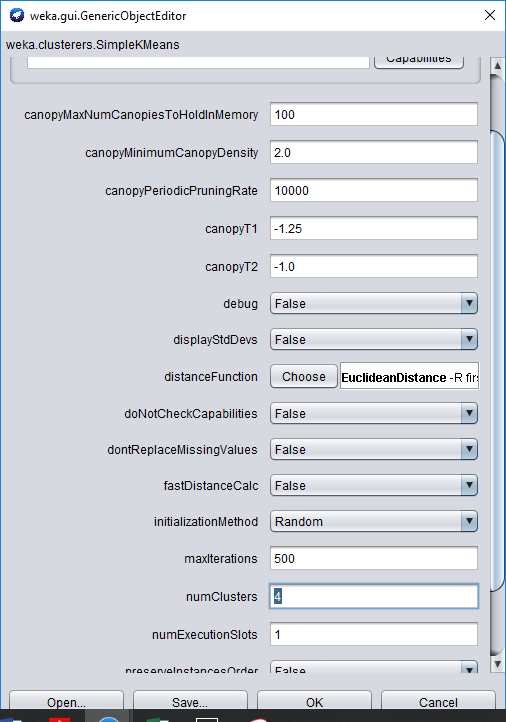 weka.gui.GenericObjectEditor
weka.clusterers.SimpleKMeans
Capabilities
canopyMaxNumCanopiesToHoldInMemory 100
canopyMinimumCanopyDensity 2.0
canopyPeriodicPruningRate 10000
canopyT1 -1.25
canopyT2 -1.0
debug False
displayStdDevs False
distanceFunction Choose EuclideanDistance -R firs
doNotCheckCapabilities False
dontReplaceMissingValues False
fastDistanceCalc False
initializationMethod Random
maxIterations 500
numClusters 4
numExecutionSlots 1
preserveInstancesOrder False
Open... Save... OK Cancel